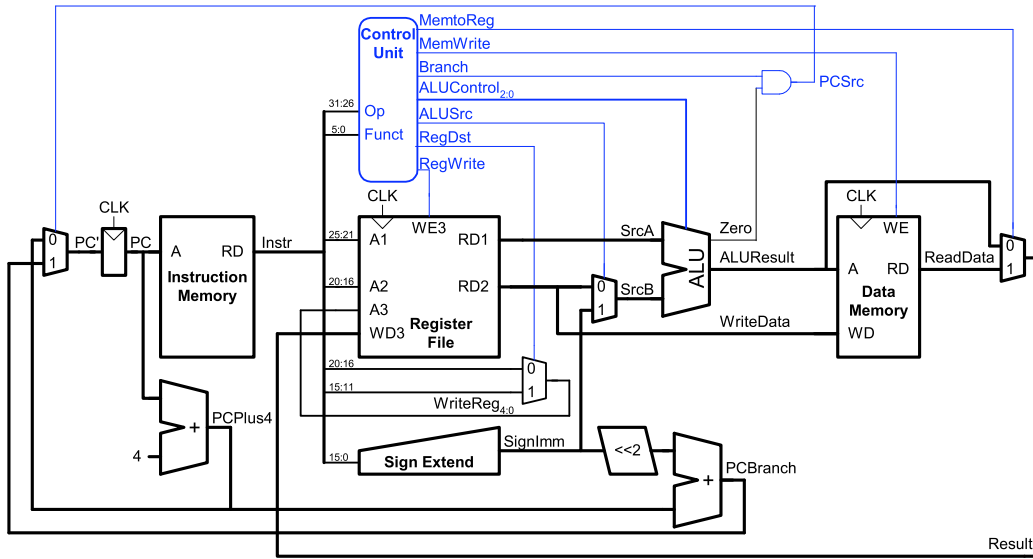 MemtoReg
Control
Unit
MemWrite
Branch
ALUControl2:0
PCSrc
31:26
Op
ALUSrc
5:0
Funct
RegDst
RegWrite
CLK
CLK
CLK
0
1
PC'
PC
A
RD
Instruction
Memory
Instr
25:21
A1
WE3
RD1
SrcA
Zero
WE
0
1
20:16
A2
RD2
0
1
SrcB
ALU
ALUResult
A
RD
ReadData
A3
WD3
Register
File
WriteData
Data
Memory
WD
20:16
0
15:11
1
WriteReg4:0
PCPlus4
+
4
SignImm
15:0
Sign Extend
<<2
+
PCBranch
Result